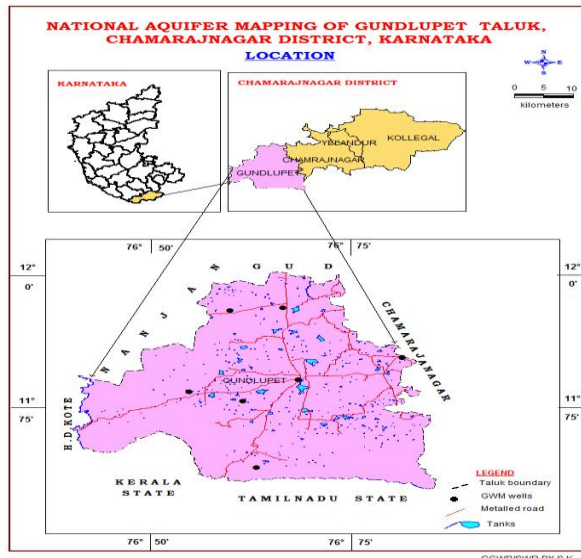 NATIONAL AQUIFER MAPPING OF GUNDLUPET TALUK,
CHAMARAJNAGAR DISTRICT, KARNATAKA
LOCATION
N
W E
S
KARNATAKA
CHAMARAJNAGAR DISTRICT
0 5 10
kilometers
YELANDUR
KOLLEGAL
CHAMRAJNAGAR
GUNDLUPET
76° 50'
76° 75'
12° 0'
12° 0'
NANJANGUD
CHAMARAJANAGAR
GUNDLUPET
H.D.KOTE
11° 75'
11° 75'
KERALA
STATE
TAMILNADU STATE
LEGEND
Taluk boundary
GWM wells
Metalled road
Tanks
76° 50'
76° 75'